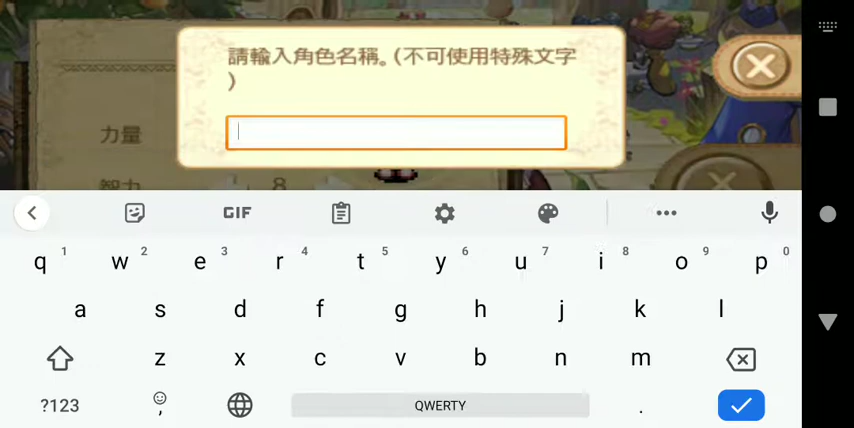 請輸入角色名稱。(不可使用特殊文字
)
力量
智力 8
GIF
q 1 w 2 e 3 r 4 t 5 y 6 u 7 i 8 o 9 p 0
a s d f g h j k l
z x c v b n m
?123 , QWERTY .